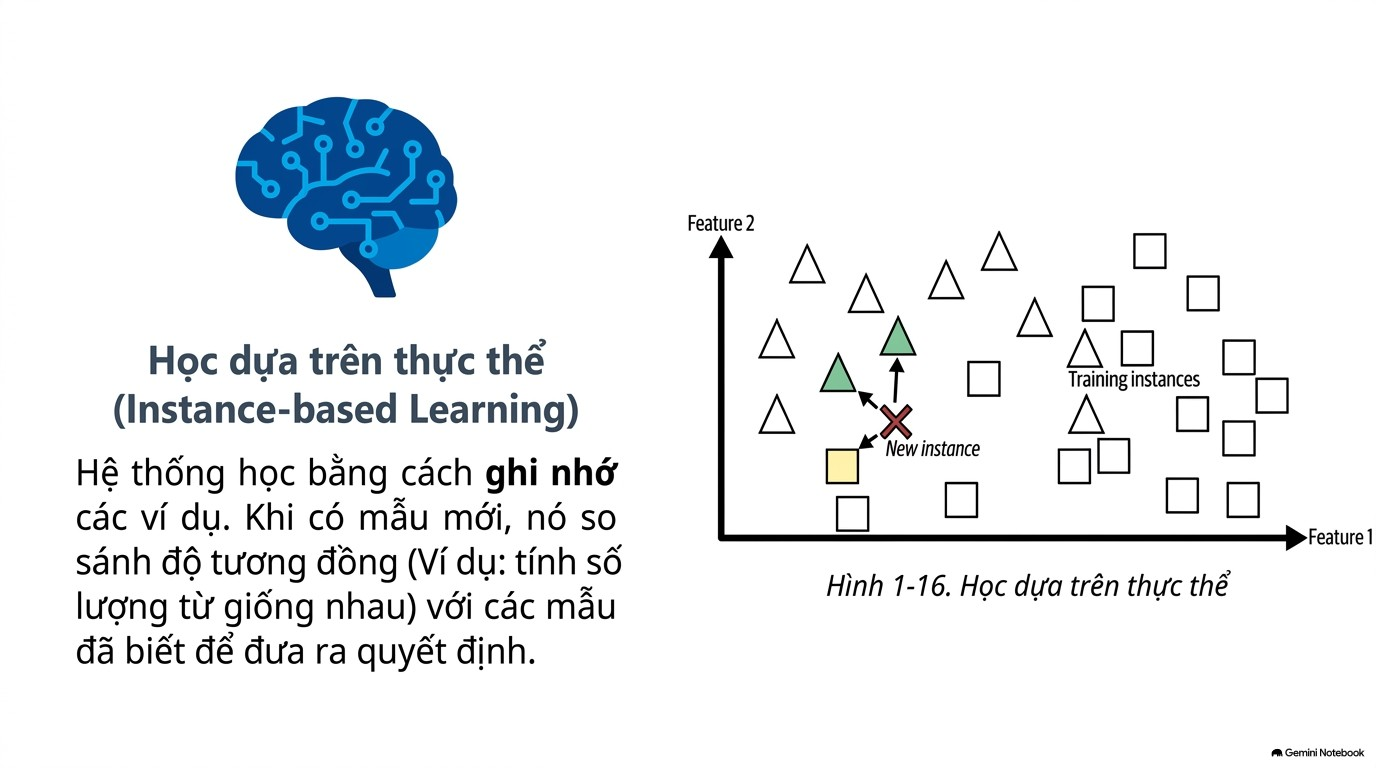 Học dựa trên thực thể
(Instance-based Learning)
Hệ thống học bằng cách ghi nhớ
các ví dụ. Khi có mẫu mới, nó so
sánh độ tương đồng (Ví dụ: tính số
lượng từ giống nhau) với các mẫu
đã biết để đưa ra quyết định.
Feature 2
Training instances
New instance
Feature 1
Hình 1-16. Học dựa trên thực thể
Gemini Notebook